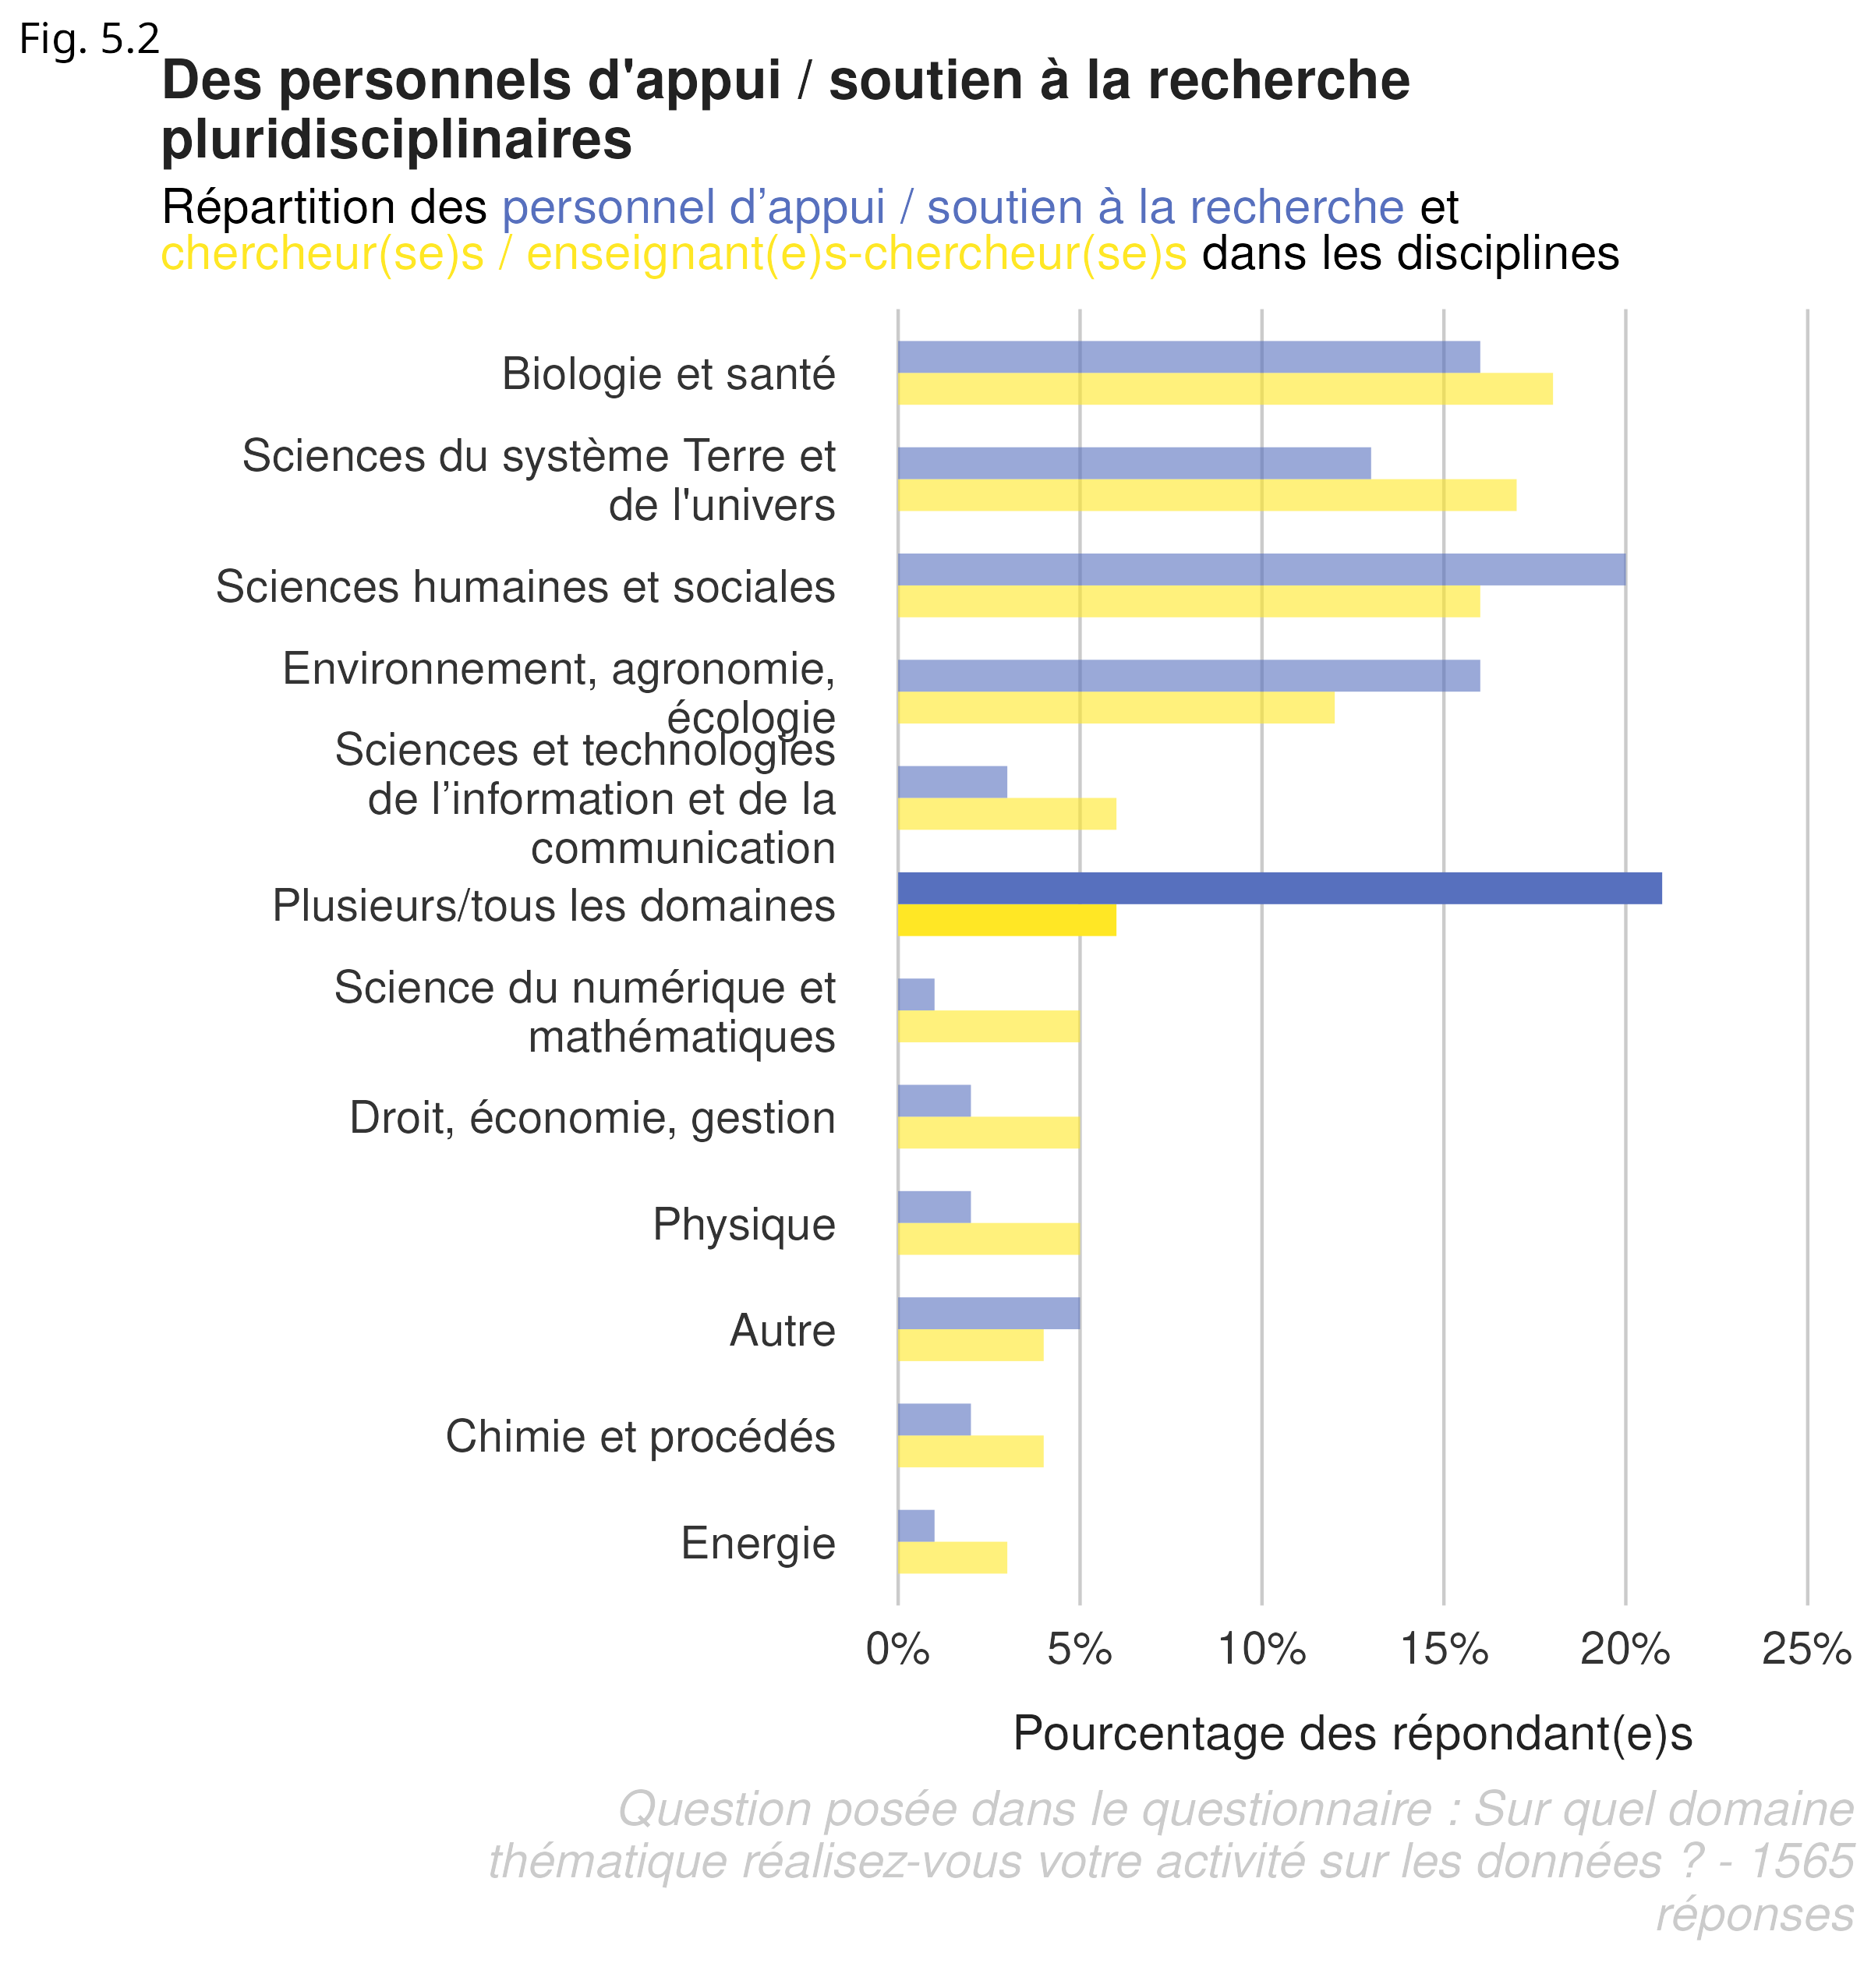 Fig. 5.2
Des personnels d'appui / soutien à la recherche
pluridisciplinaires
Répartition des personnel d’appui / soutien à la recherche et
chercheur(se)s / enseignant(e)s-chercheur(se)s dans les disciplines
Biologie et santé
Sciences du système Terre et
de l'univers
Sciences humaines et sociales
Environnement, agronomie,
écologie
Sciences et technologies
de l’information et de la
communication
Plusieurs/tous les domaines
Science du numérique et
mathématiques
Droit, économie, gestion
Physique
Autre
Chimie et procédés
Energie
0% 5% 10% 15% 20% 25%
Pourcentage des répondant(e)s
Question posée dans le questionnaire : Sur quel domaine
thématique réalisez-vous votre activité sur les données ? - 1565
réponses